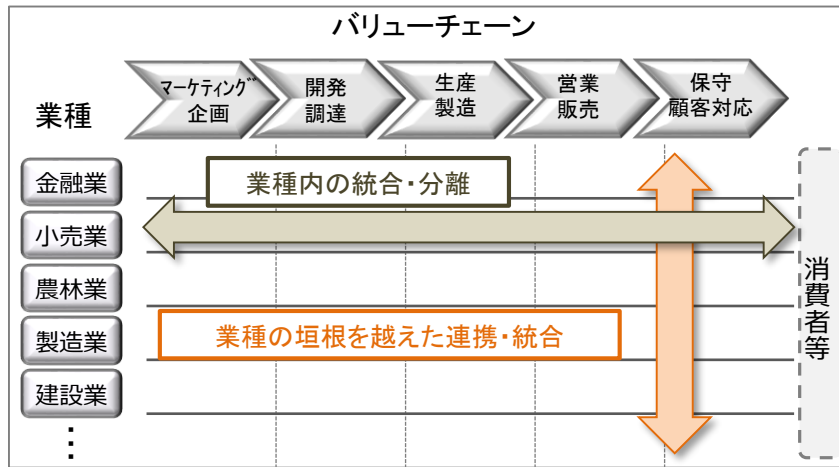 バリューチェーン
業種
マーケティング
企画
開発
調達
生産
製造
営業
販売
保守
顧客対応
金融業
業種内の統合・分離
小売業
農林業
製造業
業種の垣根を越えた連携・統合
建設業
⋮
消費者等